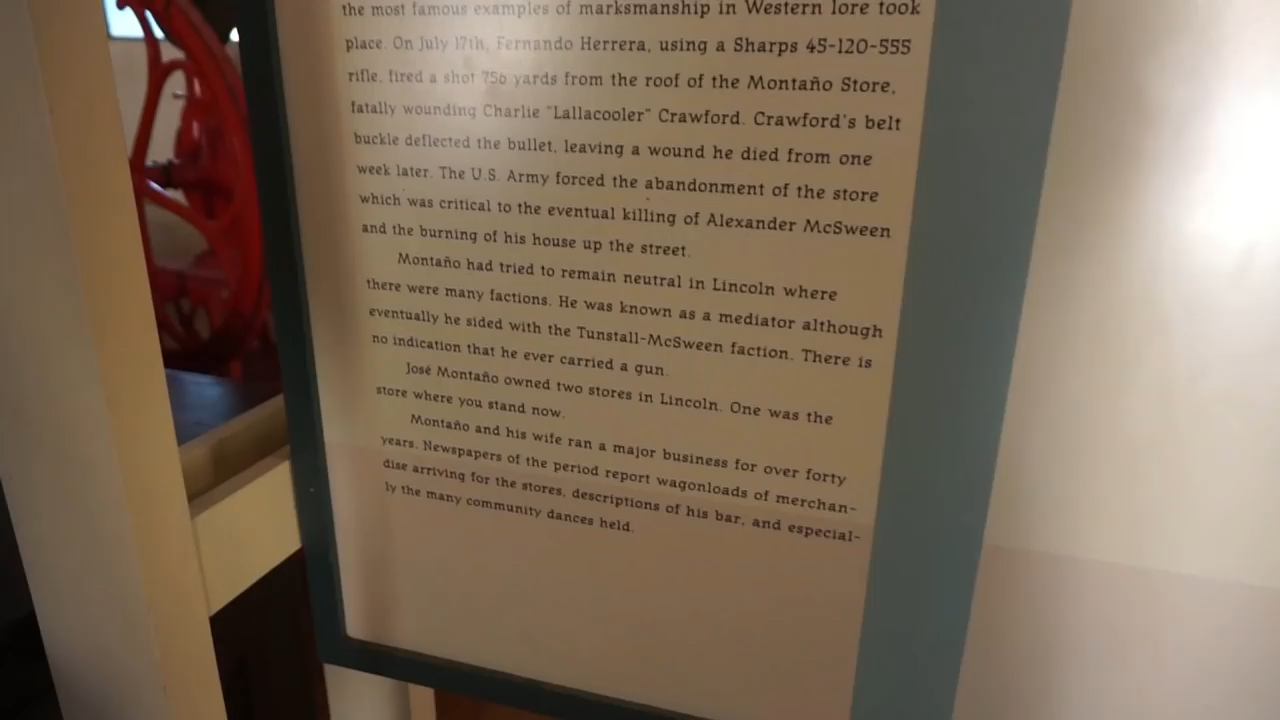 the most famous examples of marksmanship in Western lore took
place. On July 17th, Fernando Herrera, using a Sharps 45-120-555
rifle, fired a shot 756 yards from the roof of the Montaño Store,
fatally wounding Charlie "Lallacooler" Crawford. Crawford's belt
buckle deflected the bullet, leaving a wound he died from one
week later. The U.S. Army forced the abandonment of the store
which was critical to the eventual killing of Alexander McSween
and the burning of his house up the street.
Montaño had tried to remain neutral in Lincoln where
there were many factions. He was known as a mediator although
eventually he sided with the Tunstall-McSween faction. There is
no indication that he ever carried a gun.
José Montaño owned two stores in Lincoln. One was the
store where you stand now.
Montaño and his wife ran a major business for over forty
years. Newspapers of the period report wagonloads of merchan-
dise arriving for the stores, descriptions of his bar, and especial-
ly the many community dances held.